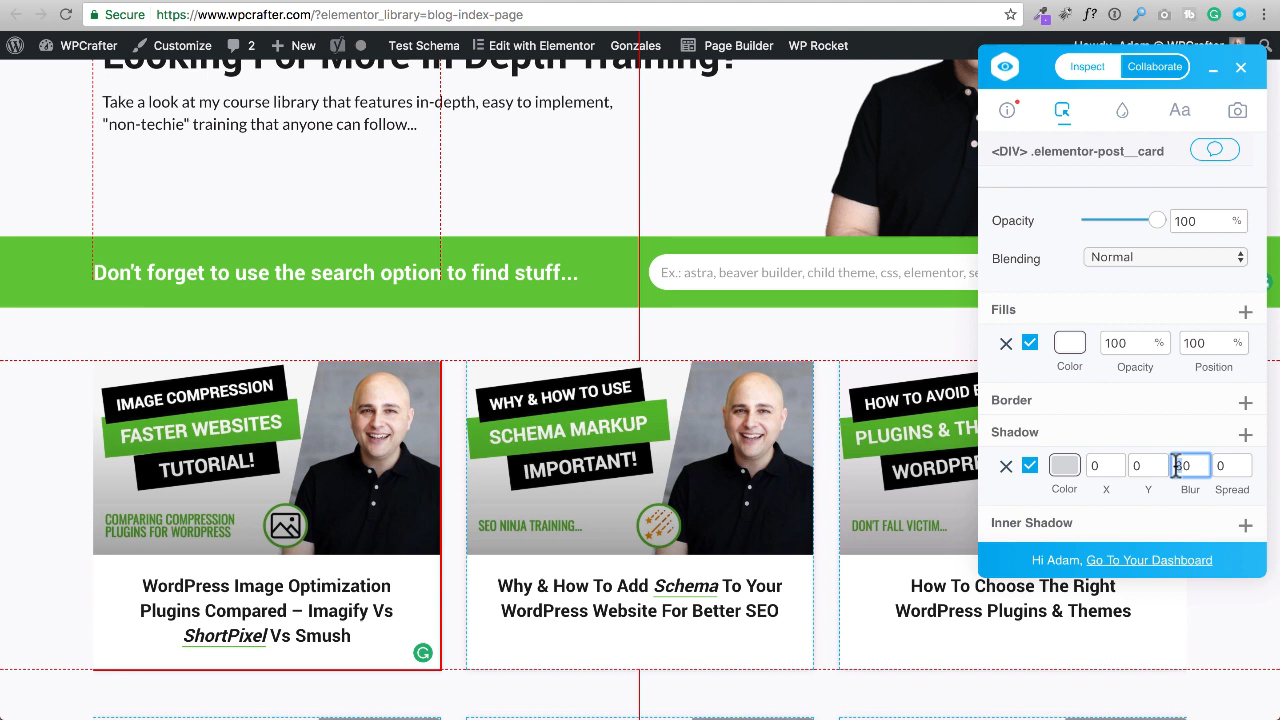 Secure
https://www.wpcrafter.com/?elementor_library=blog-index-page
WPCrafter
Customize
2
New
Test Schema
Edit with Elementor
Gonzales
Page Builder
WP Rocket
Howdy, Adam @ WPCrafter
Looking For More In Depth Training?
Take a look at my course library that features in-depth, easy to implement,
"non-techie" training that anyone can follow...
Don't forget to use the search option to find stuff...
Ex.: astra, beaver builder, child theme, css, elementor, se
IMAGE COMPRESSION
FASTER WEBSITES
TUTORIAL!
COMPARING COMPRESSION
PLUGINS FOR WORDPRESS
WordPress Image Optimization
Plugins Compared – Imagify Vs
ShortPixel Vs Smush
WHY & HOW TO USE
SCHEMA MARKUP
IMPORTANT!
SEO NINJA TRAINING...
Why & How To Add Schema To Your
WordPress Website For Better SEO
HOW TO AVOID
PLUGINS & TH
WORDPR
DON'T FALL VICTIM...
How To Choose The Right
WordPress Plugins & Themes
Inspect
Collaborate
Aa
<DIV> .elementor-post__card
Opacity
100 %
Blending
Normal
Fills
100 %
100 %
Color
Opacity
Position
Border
Shadow
0
0
0
Color
X
Y
Blur
Spread
Inner Shadow
Hi Adam, Go To Your Dashboard